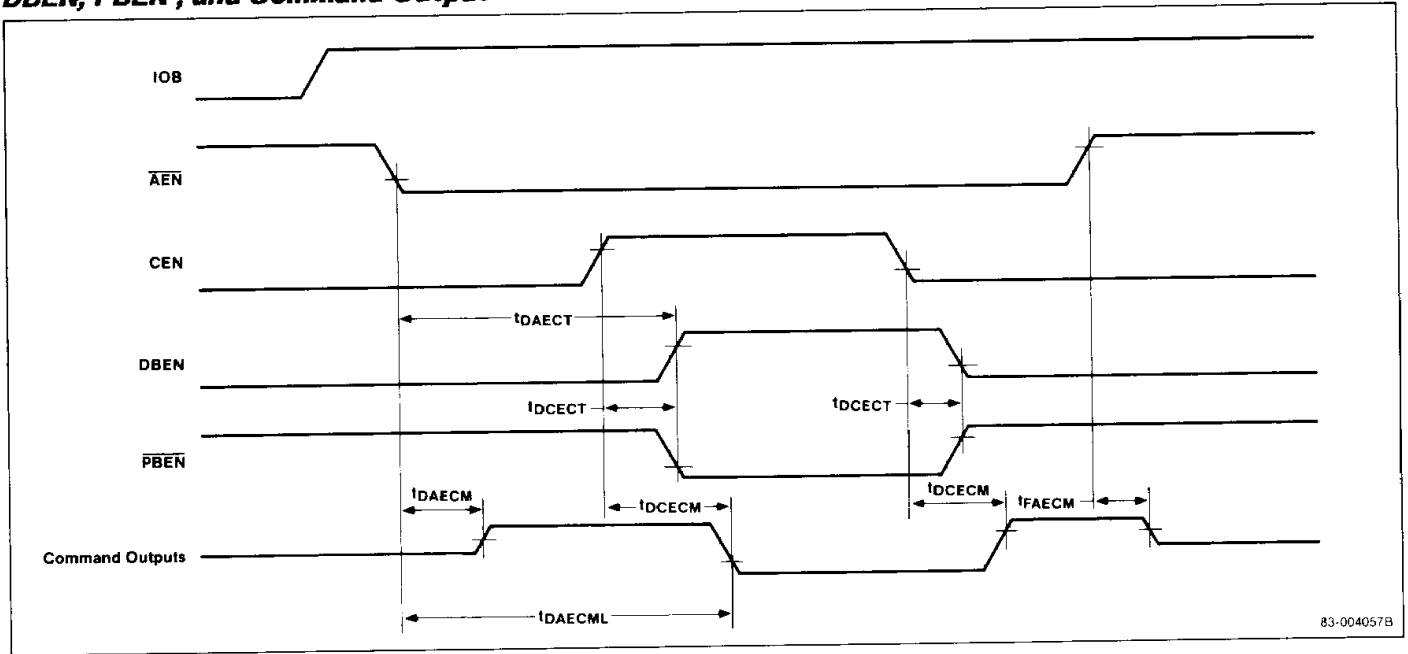 DBEN, PBEN, and Command Output
IOB
AEN
CEN
tDAECT
DBEN
tDCECT
tDCECT
PBEN
tDAECM
tDCECM
tDCECM
tFAECM
Command Outputs
tDAECML
83-004057B